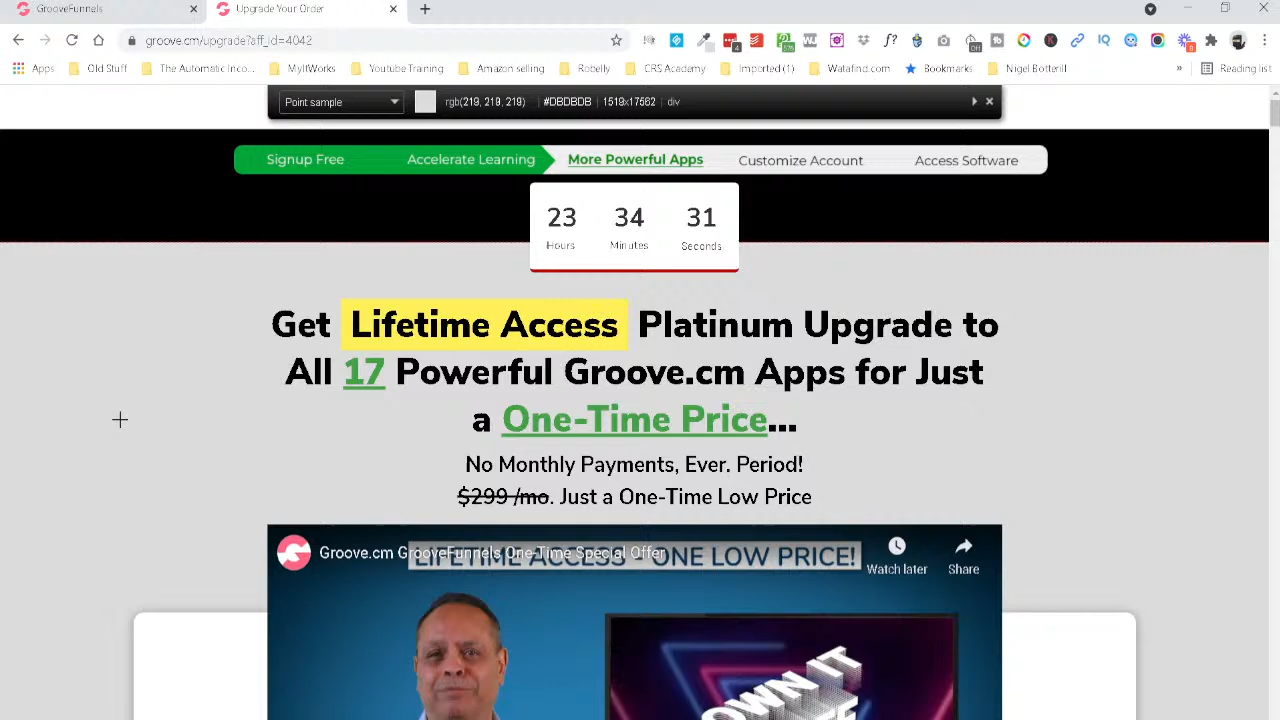 GrooveFunnels
Upgrade Your Order
groove.cm/upgrade?aff_id=4042
Apps
Old Stuff
The Automatic Inco...
MyItWorks
Youtube Training
Amazon selling
Robelly
CRS Academy
Imported (1)
Watafind.com
Bookmarks
Nigel Botterill
»
Reading list
Point sample
rgb(219, 219, 219)
#DBDBDB
1519x17562
div
Signup Free
Accelerate Learning
More Powerful Apps
Customize Account
Access Software
23
34
31
Hours
Minutes
Seconds
Get Lifetime Access Platinum Upgrade to
All 17 Powerful Groove.cm Apps for Just
a One-Time Price...
No Monthly Payments, Ever. Period!
$299 /mo. Just a One-Time Low Price
Groove.cm GrooveFunnels One-Time Special Offer
LIFETIME ACCESS - ONE LOW PRICE!
Watch later
Share
OWN IT